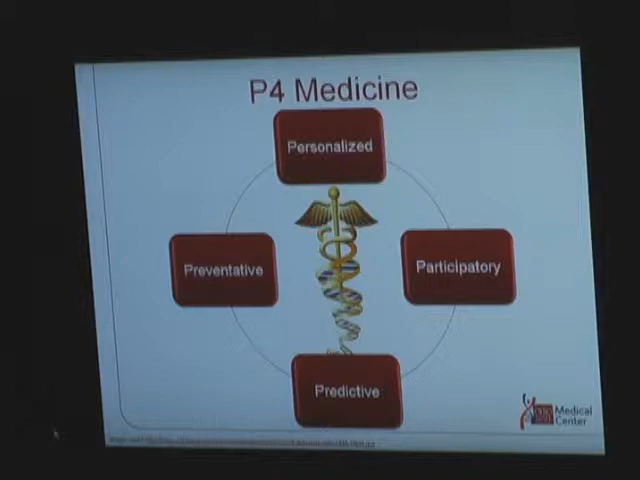 P4 Medicine
Personalized
Preventative
Participatory
Predictive
Medical
Center